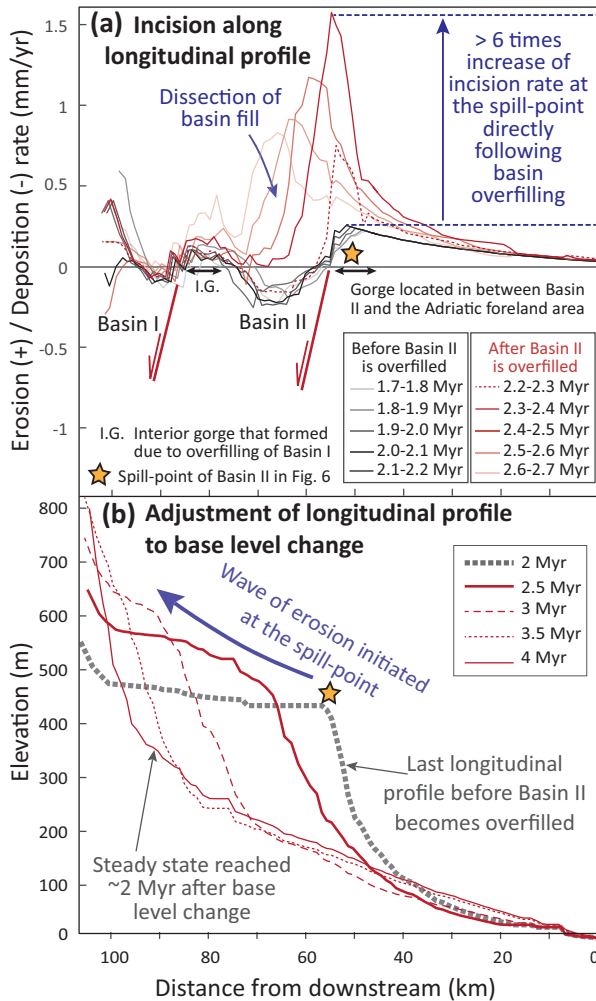 (a) Incision along
longitudinal profile
Erosion (+) / Deposition (-) rate (mm/yr)
1.5
1
0.5
0
-0.5
-1
Dissection of
basin fill
> 6 times
increase of
incision rate at
the spill-point
directly
following
basin
overfilling
I.G.
Basin I
Basin II
Gorge located in between Basin
II and the Adriatic foreland area
Before Basin II
is overfilled
1.7-1.8 Myr
1.8-1.9 Myr
1.9-2.0 Myr
2.0-2.1 Myr
2.1-2.2 Myr
After Basin II
is overfilled
2.2-2.3 Myr
2.3-2.4 Myr
2.4-2.5 Myr
2.5-2.6 Myr
2.6-2.7 Myr
I.G. Interior gorge that formed
due to overfilling of Basin I
Spill-point of Basin II in Fig. 6
(b) Adjustment of longitudinal profile
to base level change
Elevation (m)
800
700
600
500
400
300
200
100
0
Wave of erosion initiated
at the spill-point
2 Myr
2.5 Myr
3 Myr
3.5 Myr
4 Myr
Last longitudinal
profile before Basin II
becomes overfilled
Steady state reached
~2 Myr after base
level change
100
80
60
40
20
0
Distance from downstream (km)